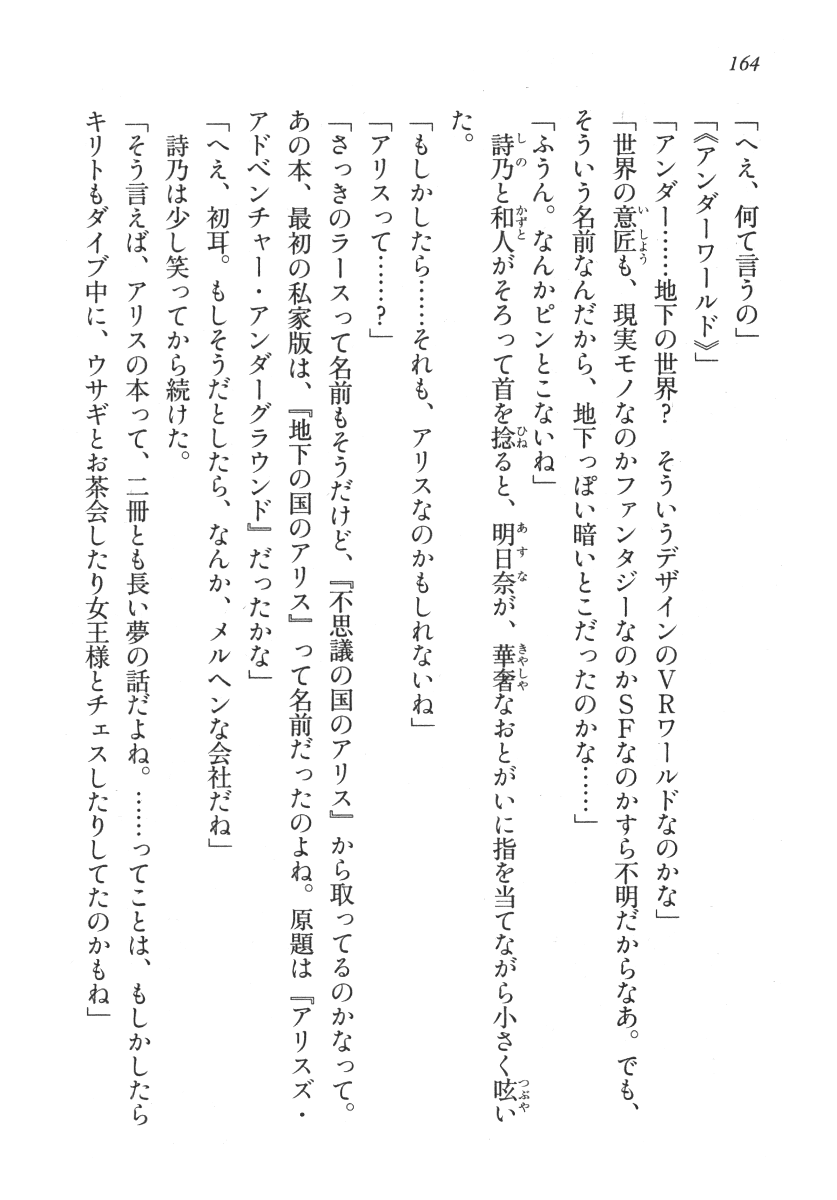 164
「へえ、何て言うの」
「《アンダーワールド》」
「アンダー……地下の世界？　そういうデザインのＶＲワールドなのかな」
「世界の意匠も、現実モノなのかファンタジーなのかＳＦなのかすら不明だからなあ。でも、
そういう名前なんだから、地下っぽい暗いとこだったのかな……」
「ふうん。なんかピンとこないね」
詩乃と和人がそろって首を捻ると、明日奈が、華奢なおとがいに指を当てながら小さく呟い
た。
「もしかしたら……それも、アリスなのかもしれないね」
「アリスって……？」
「さっきのラースって名前もそうだけど、『不思議の国のアリス』から取ってるのかなって。
あの本、最初の私家版は、『地下の国のアリス』って名前だったのよね。原題は『アリスズ・
アドベンチャー・アンダーグラウンド』だったかな」
「へえ、初耳。もしそうだとしたら、なんか、メルヘンな会社だね」
詩乃は少し笑ってから続けた。
「そう言えば、アリスの本って、二冊とも長い夢の話だよね。……ってことは、もしかしたら
キリトもダイブ中に、ウサギとお茶会したり女王様とチェスしたりしてたのかもね」